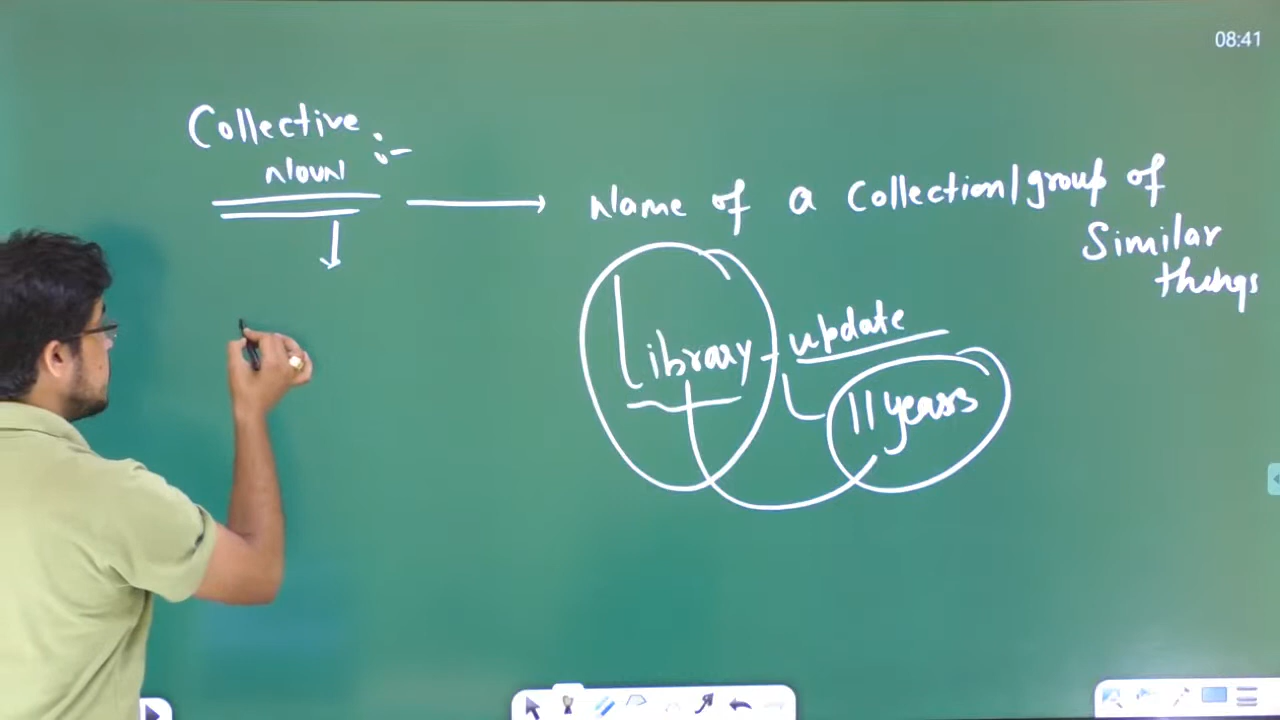 08:41
Collective :-
Noun
Name of a Collection/group of
Similar
things
Library - update
11 years